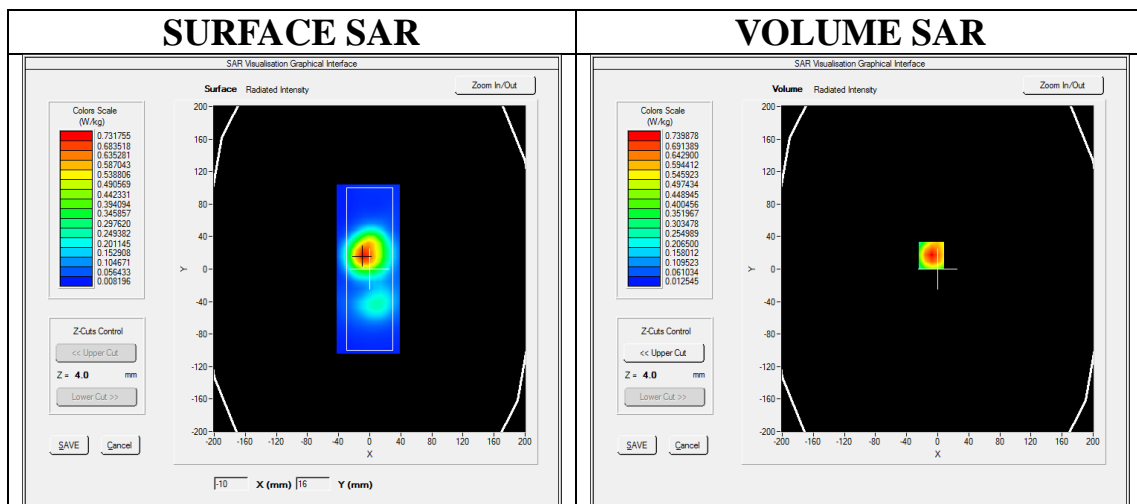 SURFACE SAR
SAR Visualisation Graphical Interface
Surface Radiated Intensity
Zoom In/Out
Colors Scale
(W/kg)
0.731755
0.683518
0.635281
0.587043
0.538806
0.490569
0.442331
0.394094
0.345857
0.297620
0.249382
0.201145
0.152908
0.104671
0.056433
0.008196
200
160
120
80
40
0
-40
-80
-120
-160
-200
Y
-200 -160 -120 -80 -40 0 40 80 120 160 200
X
Z-Cuts Control
<< Upper Cut
Z = 4.0 mm
Lower Cut >>
SAVE Cancel
-10 X (mm) 16 Y (mm)
VOLUME SAR
SAR Visualisation Graphical Interface
Volume Radiated Intensity
Zoom In/Out
Colors Scale
(W/kg)
0.739878
0.691389
0.642900
0.594412
0.545923
0.497434
0.448945
0.400456
0.351967
0.303478
0.254989
0.206500
0.158012
0.109523
0.061034
0.012545
200
160
120
80
40
0
-40
-80
-120
-160
-200
Y
-200 -160 -120 -80 -40 0 40 80 120 160 200
X
Z-Cuts Control
<< Upper Cut
Z = 4.0 mm
Lower Cut >>
SAVE Cancel